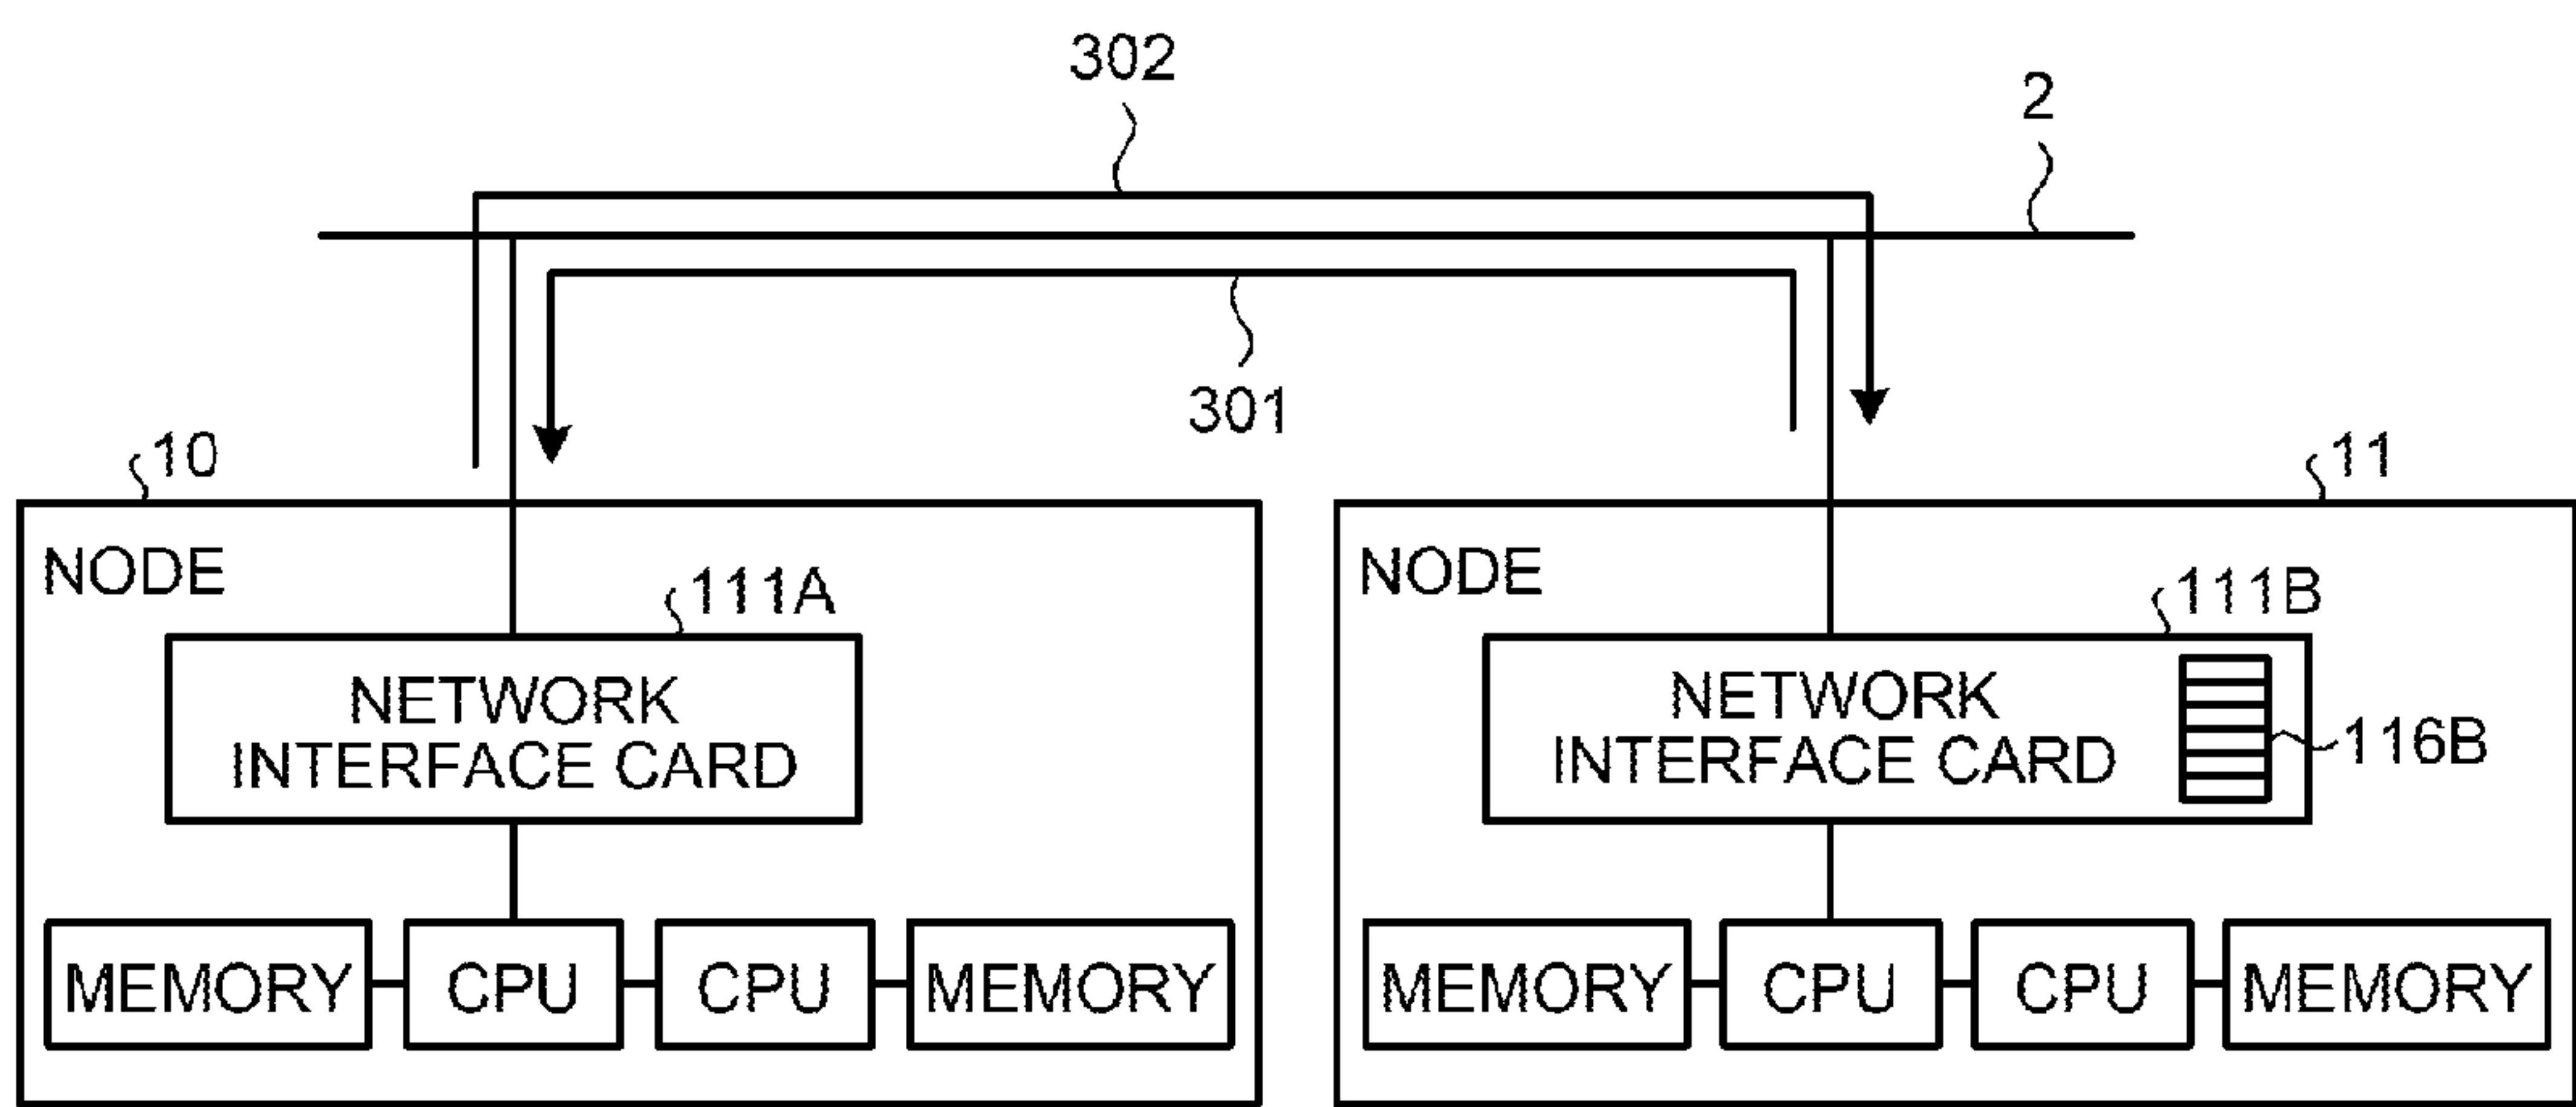 302
2
301
10
11
NODE
111A
NODE
111B
NETWORK
INTERFACE CARD
NETWORK
INTERFACE CARD
116B
MEMORY
CPU
CPU
MEMORY
MEMORY
CPU
CPU
MEMORY